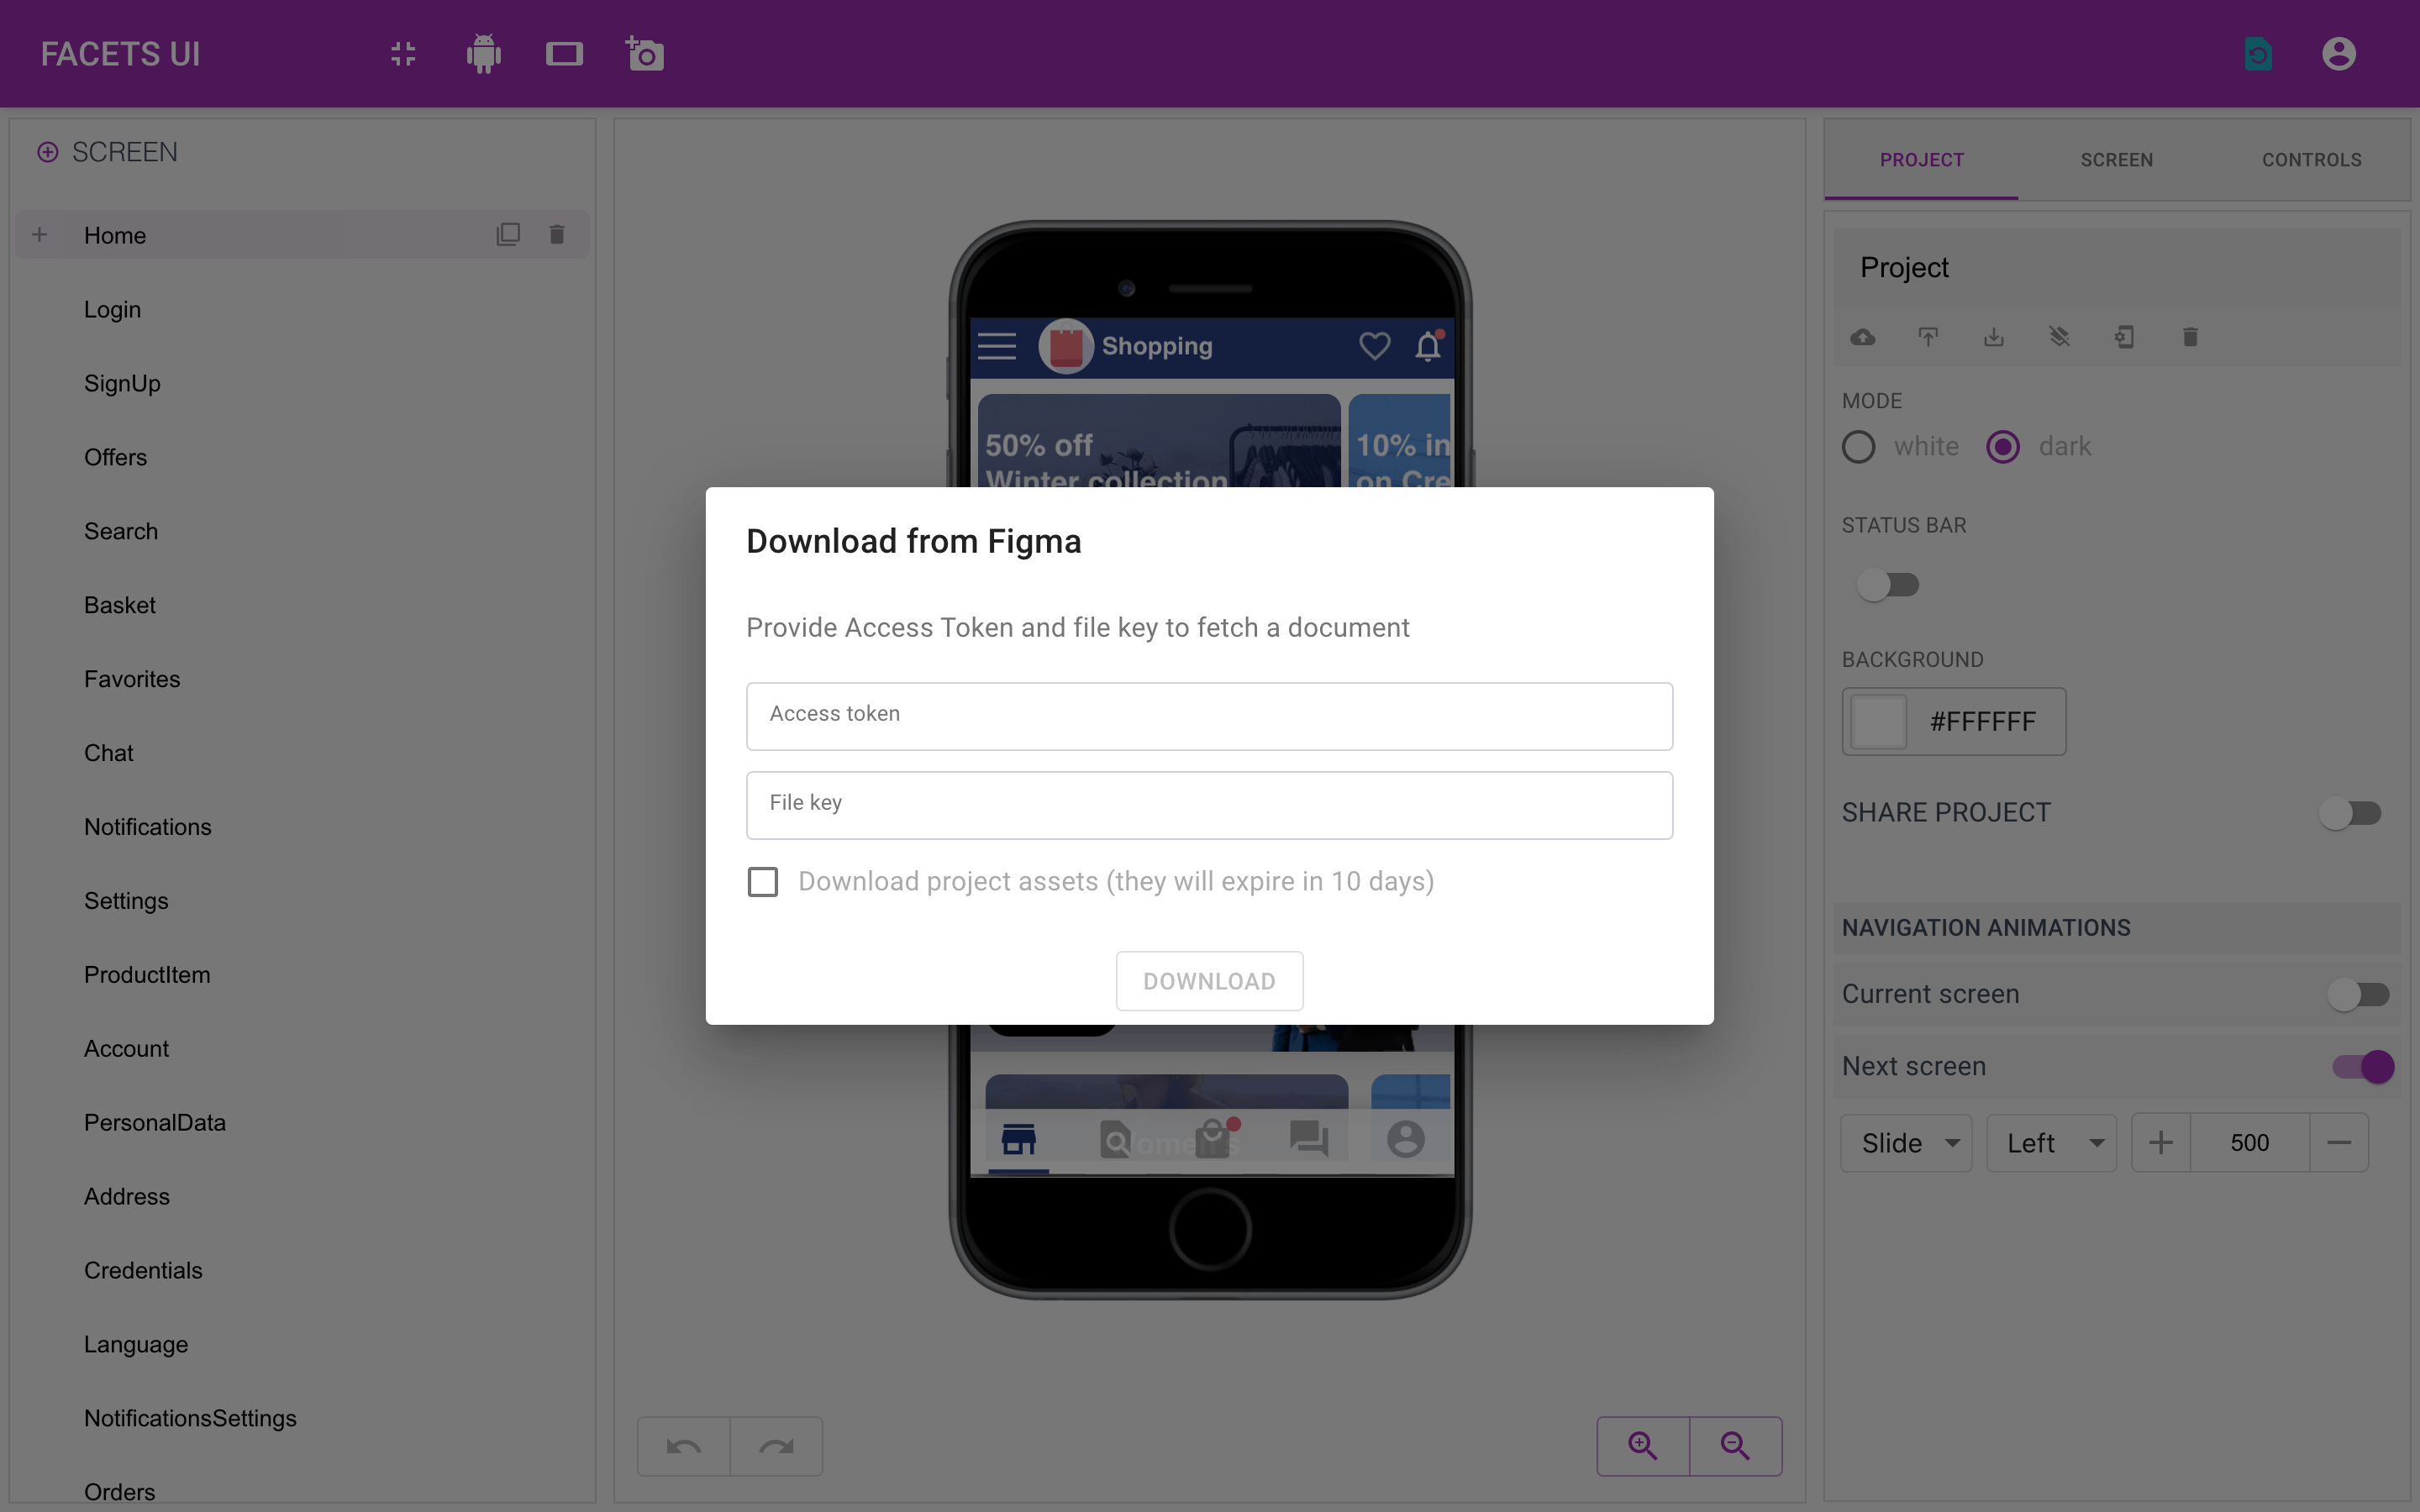 FACETS UI
SCREEN
Home
Login
SignUp
Offers
Search
Basket
Favorites
Chat
Notifications
Settings
ProductItem
Account
PersonalData
Address
Credentials
Language
NotificationsSettings
Orders
Shopping
50% off
Winter collection
10% in
on Cre
Download from Figma
Provide Access Token and file key to fetch a document
Access token
File key
Download project assets (they will expire in 10 days)
DOWNLOAD
PROJECT
SCREEN
CONTROLS
Project
MODE
white
dark
STATUS BAR
BACKGROUND
#FFFFFF
SHARE PROJECT
NAVIGATION ANIMATIONS
Current screen
Next screen
Slide
Left
500